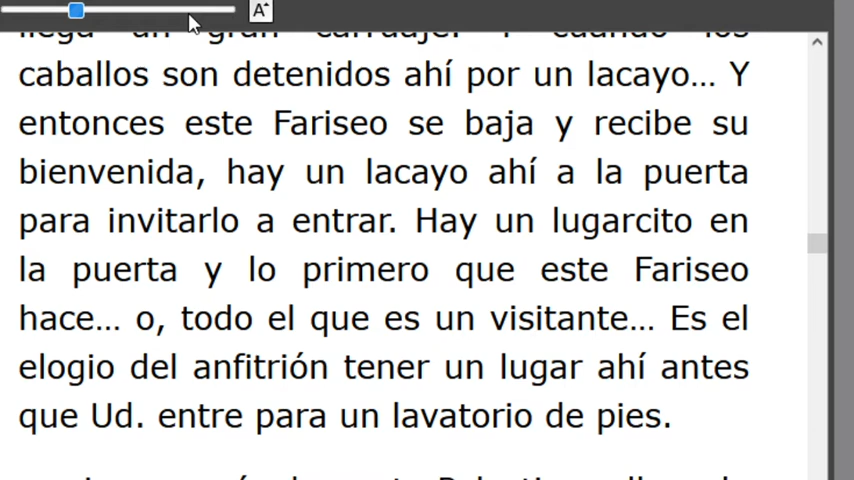 A
caballos son detenidos ahí por un lacayo… Y
entonces este Fariseo se baja y recibe su
bienvenida, hay un lacayo ahí a la puerta
para invitarlo a entrar. Hay un lugarcito en
la puerta y lo primero que este Fariseo
hace… o, todo el que es un visitante… Es el
elogio del anfitrión tener un lugar ahí antes
que Ud. entre para un lavatorio de pies.